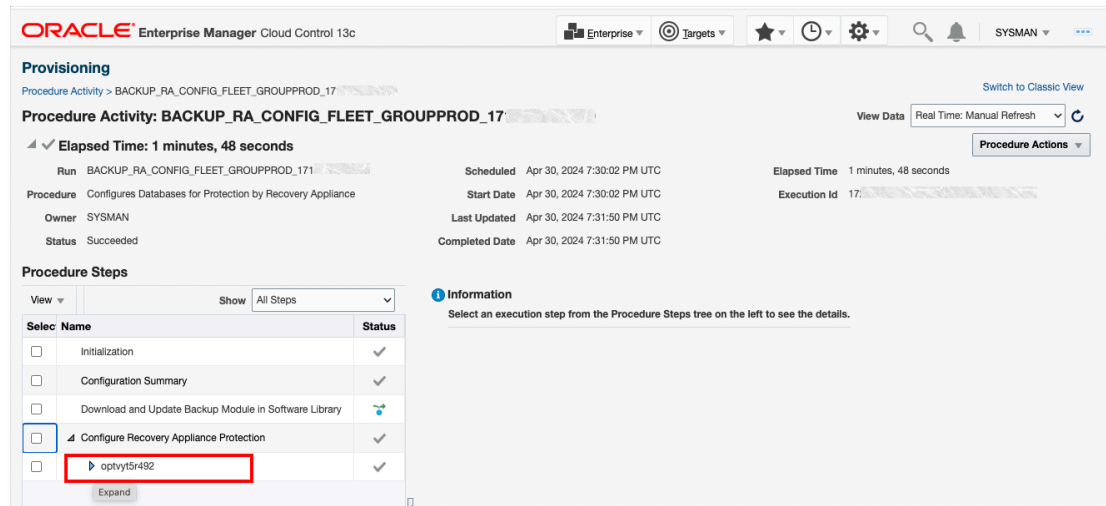 ORACLE Enterprise Manager Cloud Control 13c Enterprise Targets SYSMAN
Provisioning
Procedure Activity > BACKUP_RA_CONFIG_FLEET_GROUPPROD_17 Switch to Classic View
Procedure Activity: BACKUP_RA_CONFIG_FLEET_GROUPPROD_17 View Data Real Time: Manual Refresh
Elapsed Time: 1 minutes, 48 seconds Procedure Actions
Run BACKUP_RA_CONFIG_FLEET_GROUPPROD_171 Scheduled Apr 30, 2024 7:30:02 PM UTC Elapsed Time 1 minutes, 48 seconds
Procedure Configures Databases for Protection by Recovery Appliance Start Date Apr 30, 2024 7:30:02 PM UTC Execution Id 17
Owner SYSMAN Last Updated Apr 30, 2024 7:31:50 PM UTC
Status Succeeded Completed Date Apr 30, 2024 7:31:50 PM UTC
Procedure Steps
View Show All Steps
Information
Select an execution step from the Procedure Steps tree on the left to see the details.
Selec Name Status
Initialization
Configuration Summary
Download and Update Backup Module in Software Library
Configure Recovery Appliance Protection
optvyt5r492
Expand